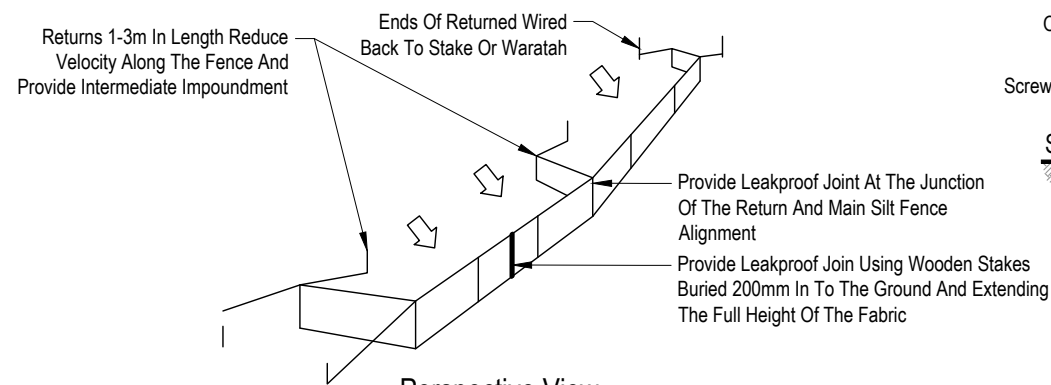 Returns 1-3m In Length Reduce
Velocity Along The Fence And
Provide Intermediate Impoundment
Ends Of Returned Wired
Back To Stake Or Waratah
Screw
Provide Leakproof Joint At The Junction
Of The Return And Main Silt Fence
Alignment
Provide Leakproof Join Using Wooden Stakes
Buried 200mm In To The Ground And Extending
The Full Height Of The Fabric
Perspective View